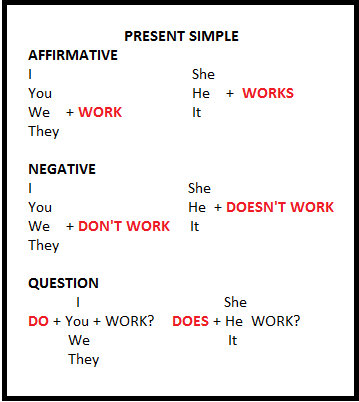 PRESENT SIMPLE
AFFIRMATIVE
I She
You He + WORKS
We + WORK It
They
NEGATIVE
I She
You He + DOESN'T WORK
We + DON'T WORK It
They
QUESTION
I She
DO + You + WORK? DOES + He WORK?
We It
They